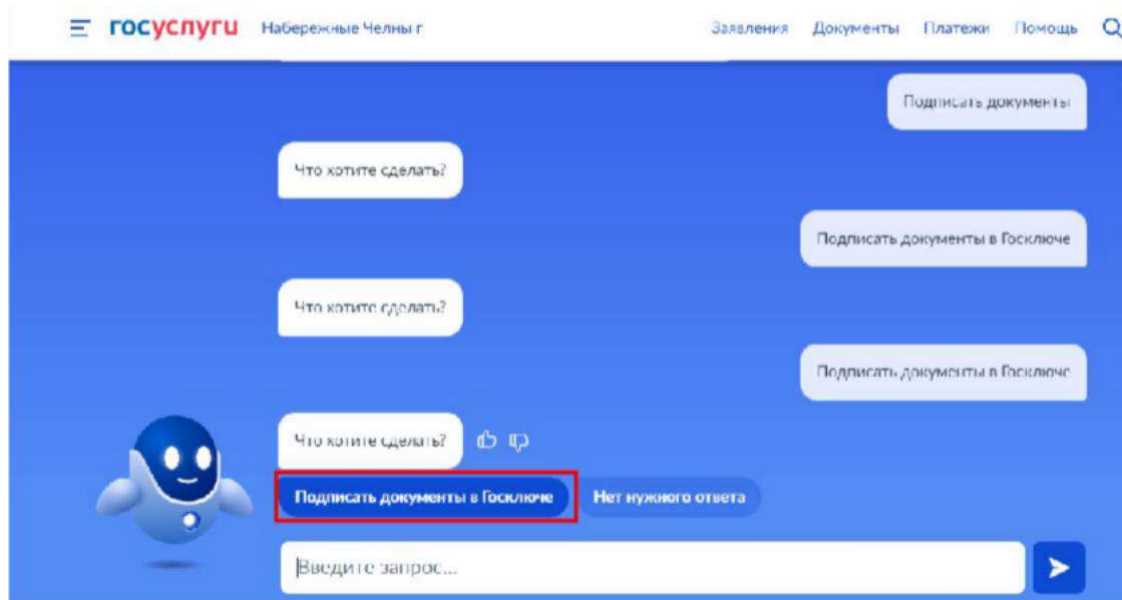 госуслуги Набережные Челны г Заявления Документы Платежи Помощь
Подписать документы
Что хотите сделать?
Подписать документы в Госключе
Что хотите сделать?
Подписать документы в Госключе
Что хотите сделать?
Подписать документы в Госключе Нет нужного ответа
Введите запрос...